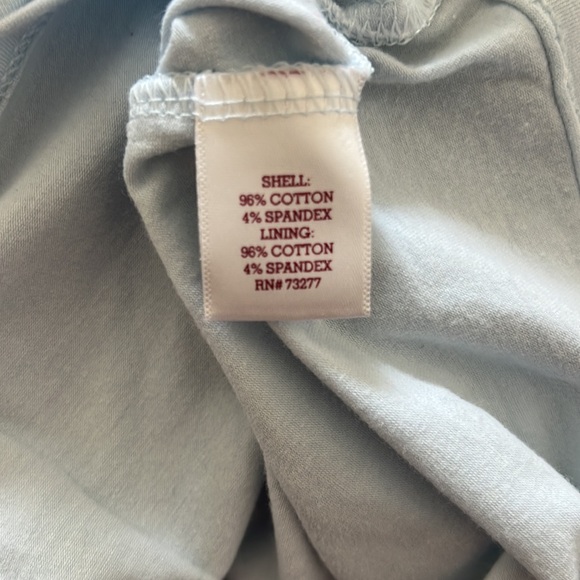 SHELL:
96% COTTON
4% SPANDEX
LINING:
96% COTTON
4% SPANDEX
RN# 73277